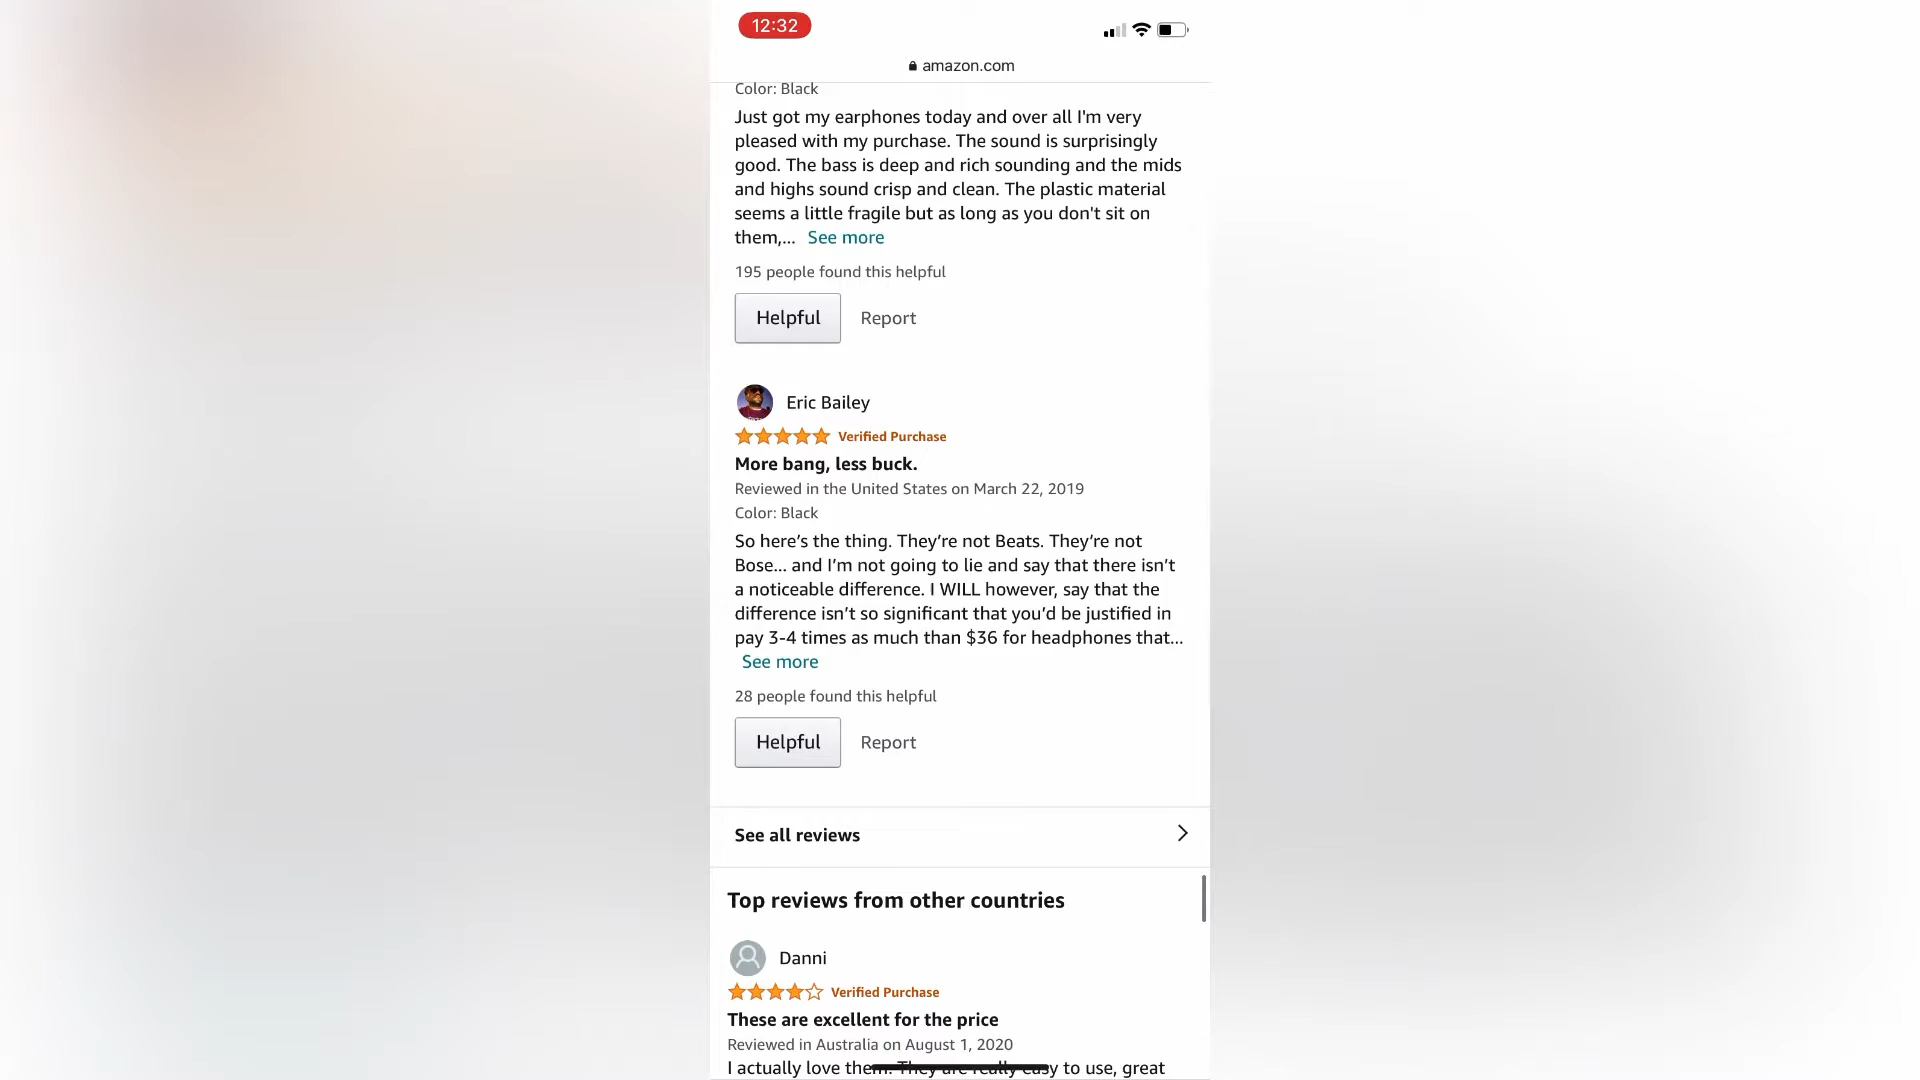 12:32
amazon.com
Color: Black
Just got my earphones today and over all I'm very
pleased with my purchase. The sound is surprisingly
good. The bass is deep and rich sounding and the mids
and highs sound crisp and clean. The plastic material
seems a little fragile but as long as you don't sit on
them,... See more
195 people found this helpful
Helpful Report
Eric Bailey
Verified Purchase
More bang, less buck.
Reviewed in the United States on March 22, 2019
Color: Black
So here’s the thing. They’re not Beats. They’re not
Bose... and I’m not going to lie and say that there isn’t
a noticeable difference. I WILL however, say that the
difference isn’t so significant that you’d be justified in
pay 3-4 times as much than $36 for headphones that...
See more
28 people found this helpful
Helpful Report
See all reviews
Top reviews from other countries
Danni
Verified Purchase
These are excellent for the price
Reviewed in Australia on August 1, 2020
I actually love them. They are really easy to use, great